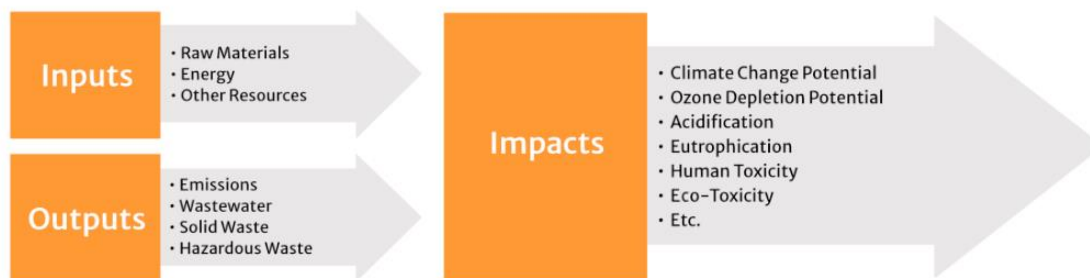 Inputs
• Raw Materials
• Energy
• Other Resources
Outputs
• Emissions
• Wastewater
• Solid Waste
• Hazardous Waste
Impacts
• Climate Change Potential
• Ozone Depletion Potential
• Acidification
• Eutrophication
• Human Toxicity
• Eco-Toxicity
• Etc.